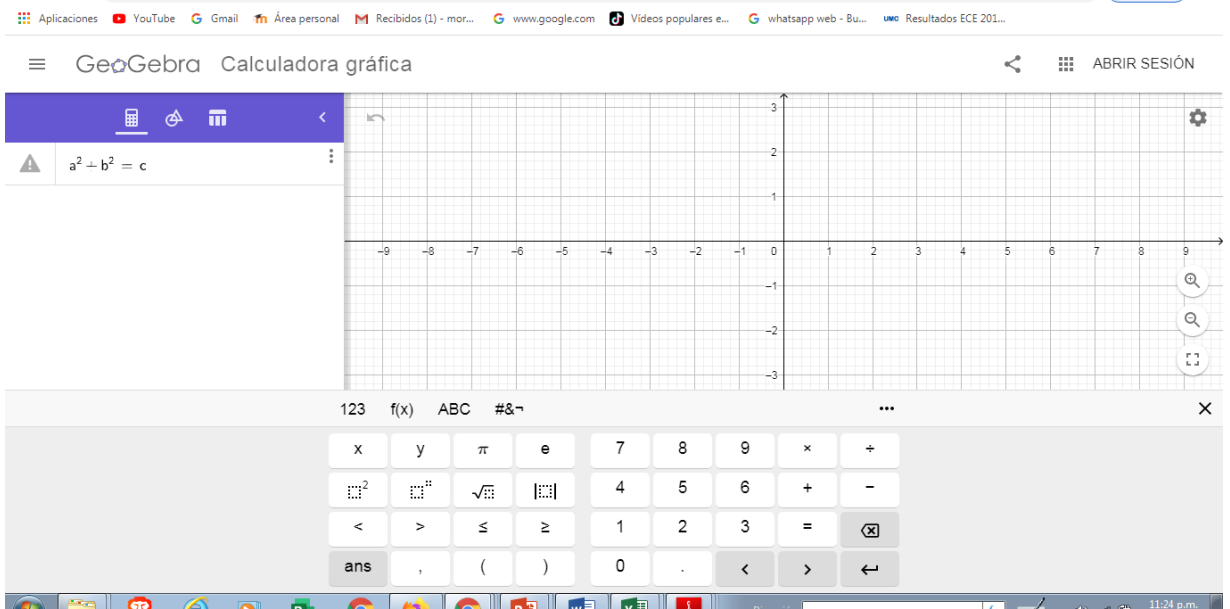 Aplicaciones YouTube Gmail Área personal Recibidos (1) - mor... www.google.com Vídeos populares e... whatsapp web - Bu... UMC Resultados ECE 201...
GeoGebra Calculadora gráfica ABRIR SESIÓN
a² + b² = c
3
2
1
-9 -8 -7 -6 -5 -4 -3 -2 -1 0 1 2 3 4 5 6 7 8 9
-1
-2
-3
123 f(x) ABC #&¬ ...
x y π e 7 8 9 × ÷
² √ | | 4 5 6 + −
< > ≤ ≥ 1 2 3 =
ans , ( ) 0 . < >
11:24 p.m.